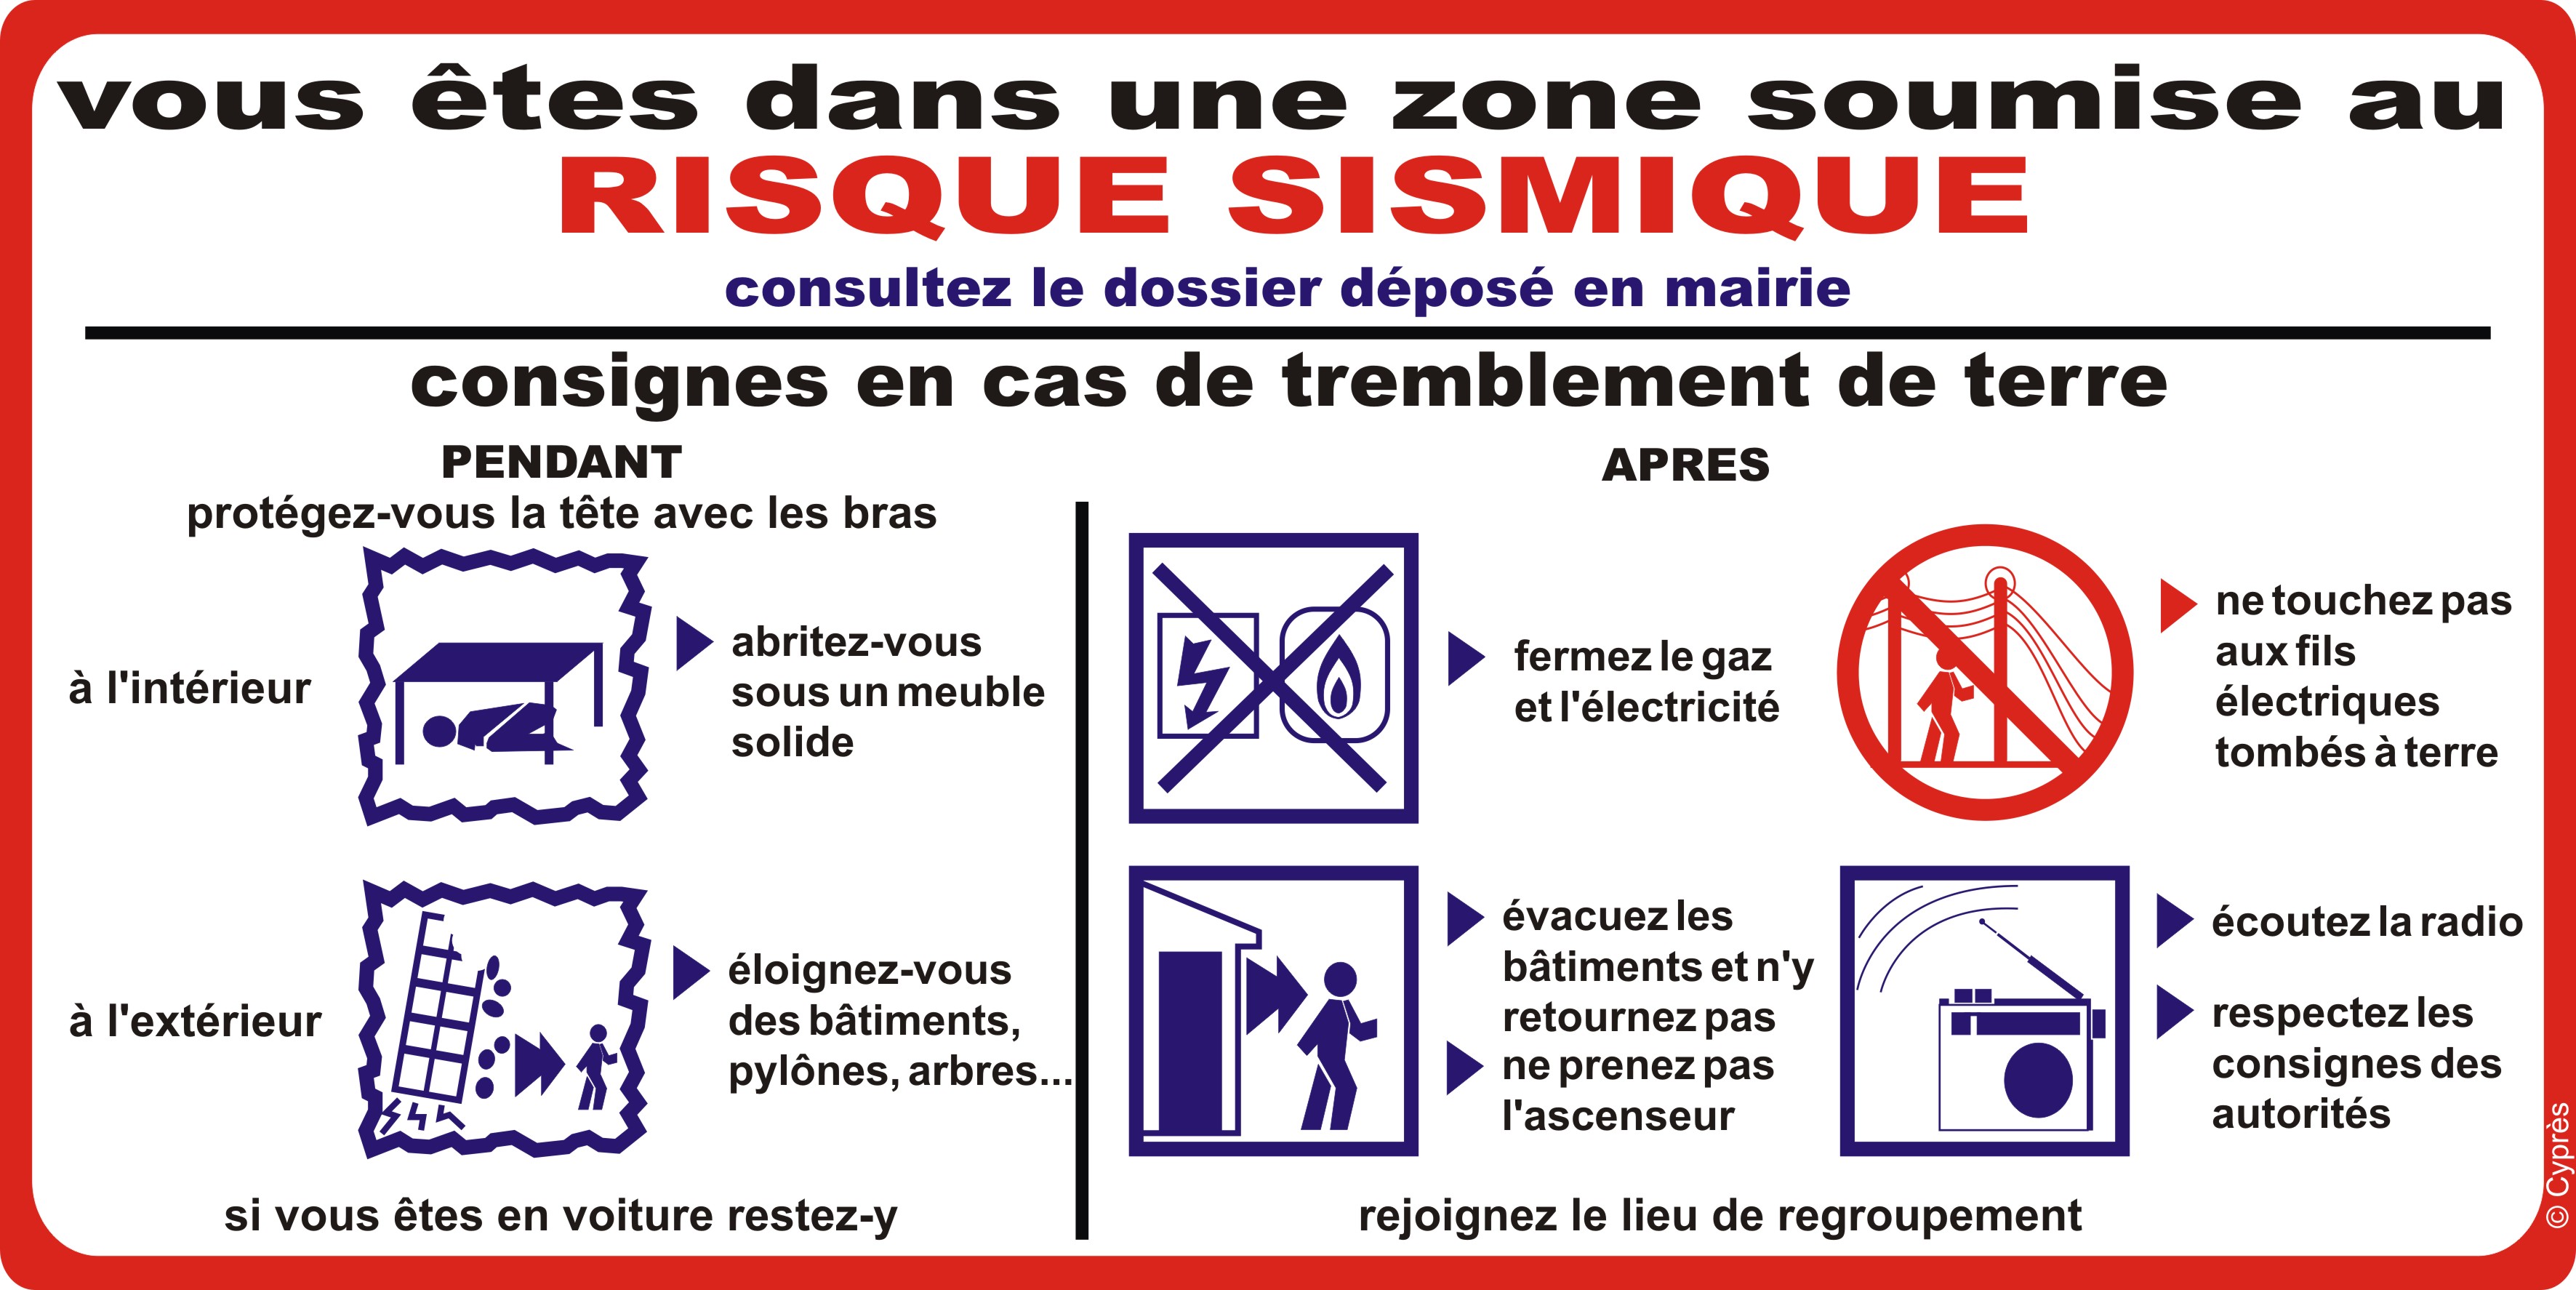 vous êtes dans une zone soumise au
RISQUE SISMIQUE
consultez le dossier déposé en mairie
consignes en cas de tremblement de terre
PENDANT
protégez-vous la tête avec les bras
à l'intérieur
abritez-vous
sous un meuble
solide
à l'extérieur
éloignez-vous
des bâtiments,
pylônes, arbres...
si vous êtes en voiture restez-y
APRES
fermez le gaz
et l'électricité
ne touchez pas
aux fils
électriques
tombés à terre
évacuez les
bâtiments et n'y
retournez pas
ne prenez pas
l'ascenseur
écoutez la radio
respectez les
consignes des
autorités
rejoignez le lieu de regroupement
© Cyprès